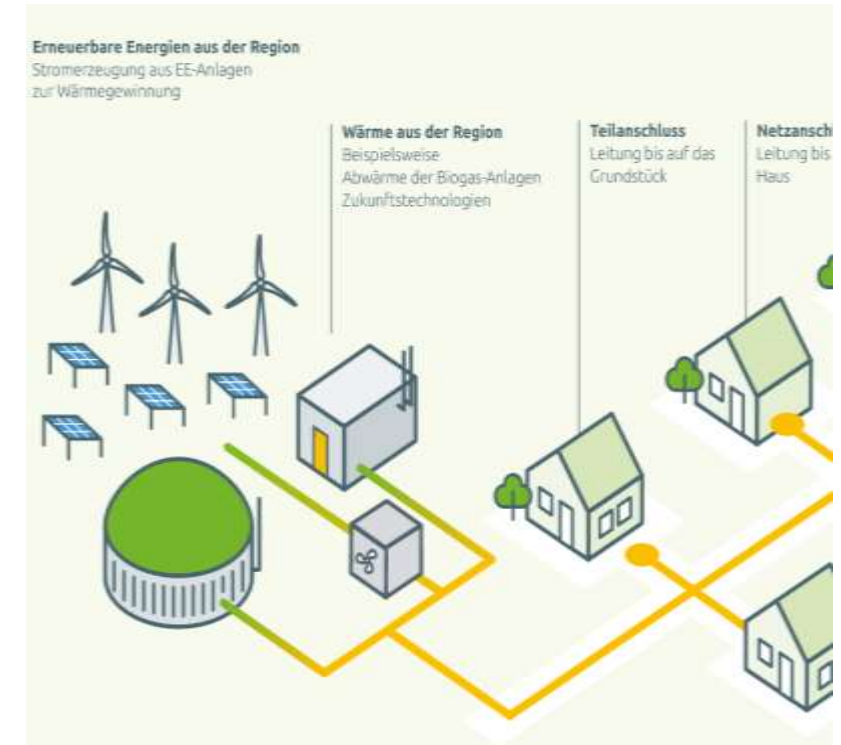 Erneuerbare Energien aus der Region
Stromerzeugung aus EE-Anlagen
zur Wärmegewinnung
Wärme aus der Region
Beispielsweise
Abwärme der Biogas-Anlagen
Zukunftstechnologien
Teilanschluss
Leitung bis auf das
Grundstück
Netzansch
Leitung bis
Haus